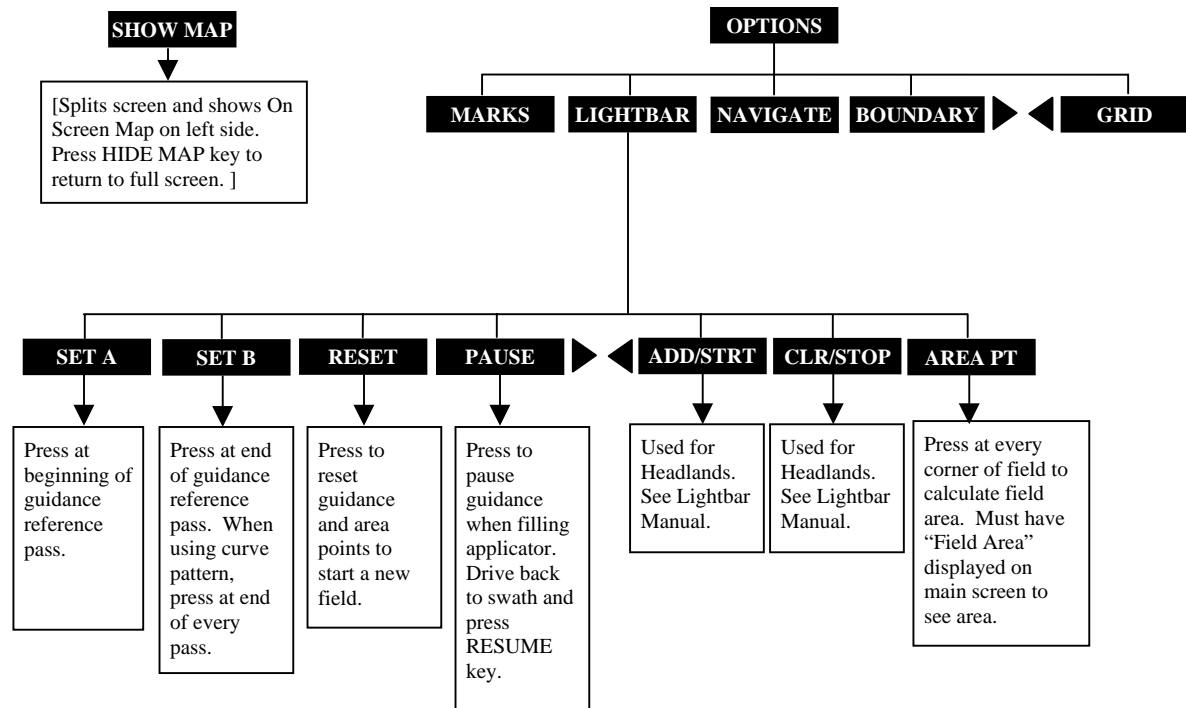 SHOW MAP
[Splits screen and shows On
Screen Map on left side.
Press HIDE MAP key to
return to full screen. ]
OPTIONS
MARKS
LIGHTBAR
NAVIGATE
BOUNDARY
GRID
SET A
SET B
RESET
PAUSE
ADD/STRT
CLR/STOP
AREA PT
Press at
beginning of
guidance
reference
pass.
Press at end
of guidance
reference
pass.  When
using curve
pattern,
press at end
of every
pass.
Press to
reset
guidance
and area
points to
start a new
field.
Press to
pause
guidance
when filling
applicator.
Drive back
to swath and
press
RESUME
key.
Used for
Headlands.
See Lightbar
Manual.
Used for
Headlands.
See Lightbar
Manual.
Press at every
corner of field to
calculate field
area.  Must have
“Field Area”
displayed on
main screen to
see area.